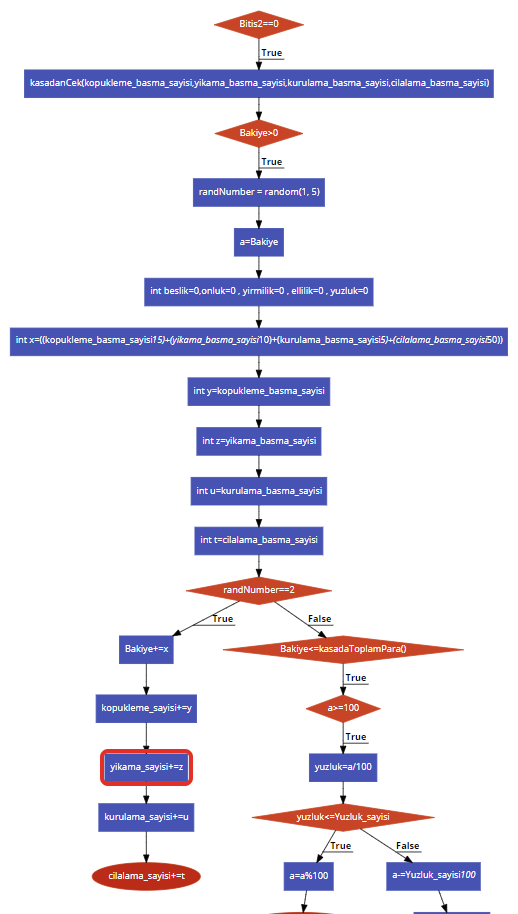 Bitis2==0
True
kasadanCek(kopukleme_basma_sayisi,yikama_basma_sayisi,kurulama_basma_sayisi,cilalama_basma_sayisi)
Bakiye>0
True
randNumber = random(1, 5)
a=Bakiye
int beslik=0,onluk=0 , yirmilik=0 , ellilik=0 , yuzluk=0
int x=((kopukleme_basma_sayisi15)+(yikama_basma_sayisi10)+(kurulama_basma_sayisi5)+(cilalama_basma_sayisi50))
int y=kopukleme_basma_sayisi
int z=yikama_basma_sayisi
int u=kurulama_basma_sayisi
int t=cilalama_basma_sayisi
randNumber==2
True
False
Bakiye+=x
Bakiye<=kasadaToplamPara()
True
kopukleme_sayisi+=y
a>=100
True
yikama_sayisi+=z
yuzluk=a/100
kurulama_sayisi+=u
yuzluk<=Yuzluk_sayisi
True
False
cilalama_sayisi+=t
a=a%100
a-=Yuzluk_sayisi100